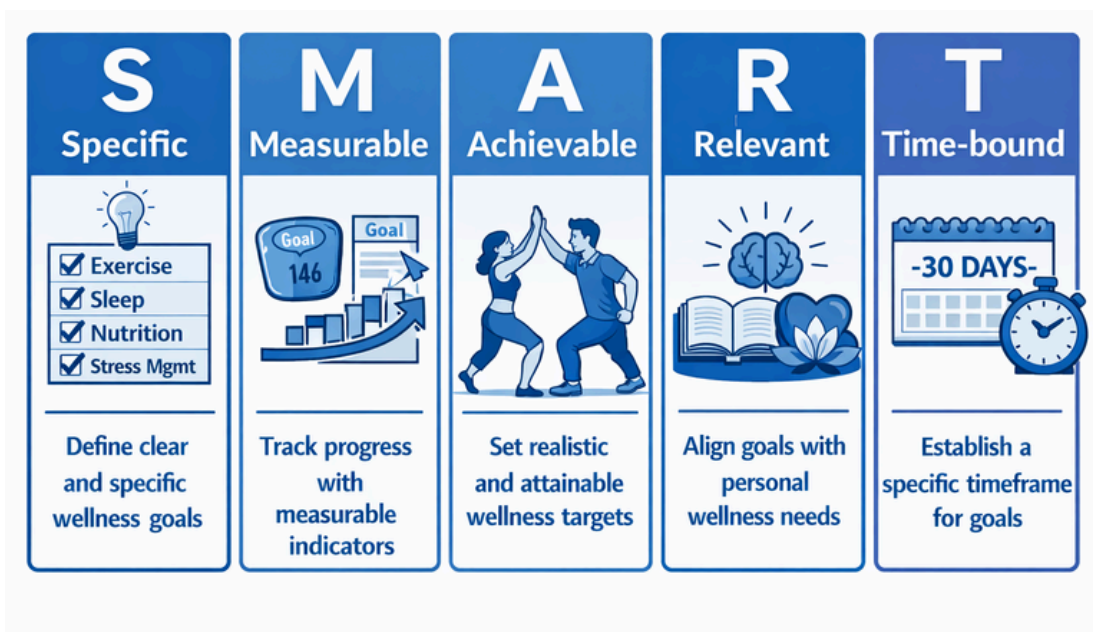 S
Specific
Exercise
Sleep
Nutrition
Stress Mgmt
Define clear
and specific
wellness goals
M
Measurable
Goal
146
Goal
Track progress
with
measurable
indicators
A
Achievable
Set realistic
and attainable
wellness targets
R
Relevant
Align goals with
personal
wellness needs
T
Time-bound
-30 DAYS-
Establish a
specific timeframe
for goals